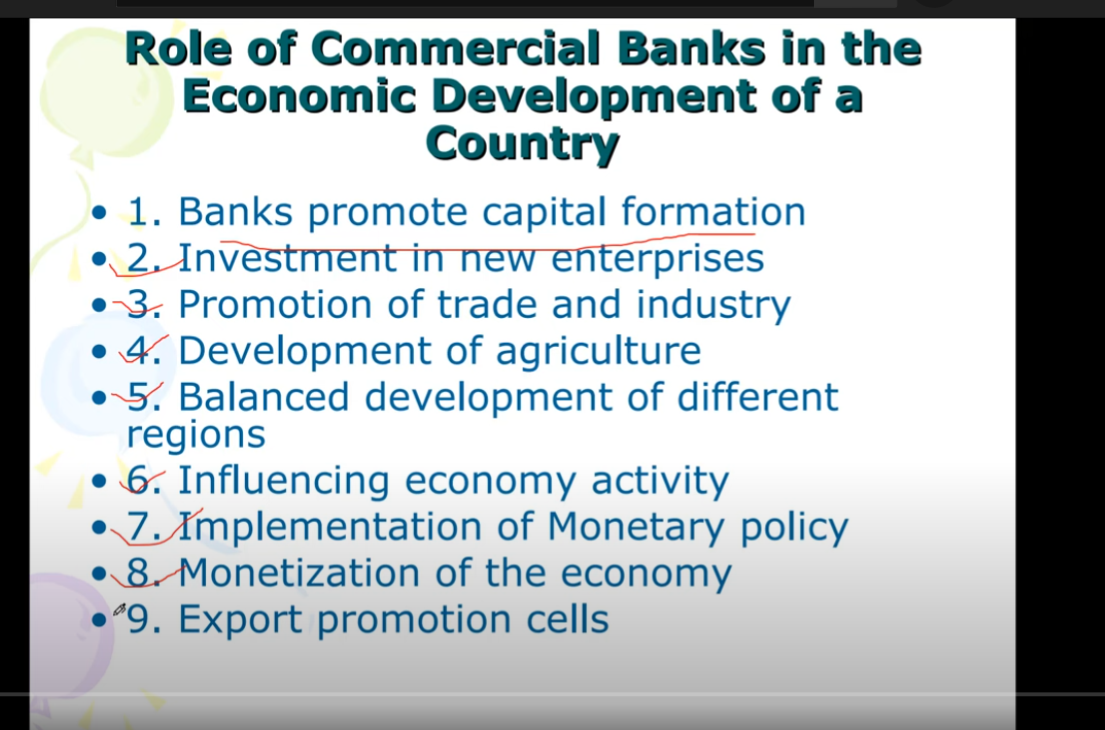 Role of Commercial Banks in the
Economic Development of a
Country
• 1. Banks promote capital formation
• 2. Investment in new enterprises
• 3. Promotion of trade and industry
• 4. Development of agriculture
• 5. Balanced development of different
regions
• 6. Influencing economy activity
• 7. Implementation of Monetary policy
• 8. Monetization of the economy
• 9. Export promotion cells